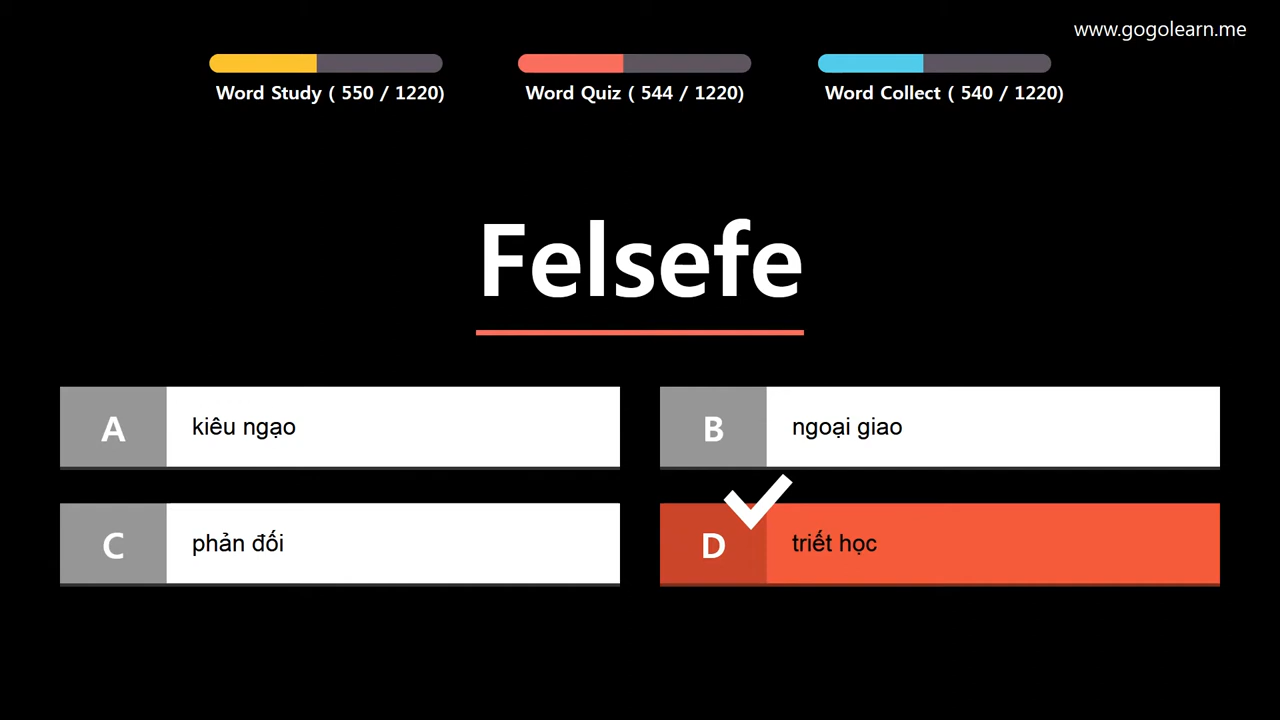 www.gogolearn.me
Word Study ( 550 / 1220)
Word Quiz ( 544 / 1220)
Word Collect ( 540 / 1220)
Felsefe
A kiêu ngạo
B ngoại giao
C phản đối
D triết học